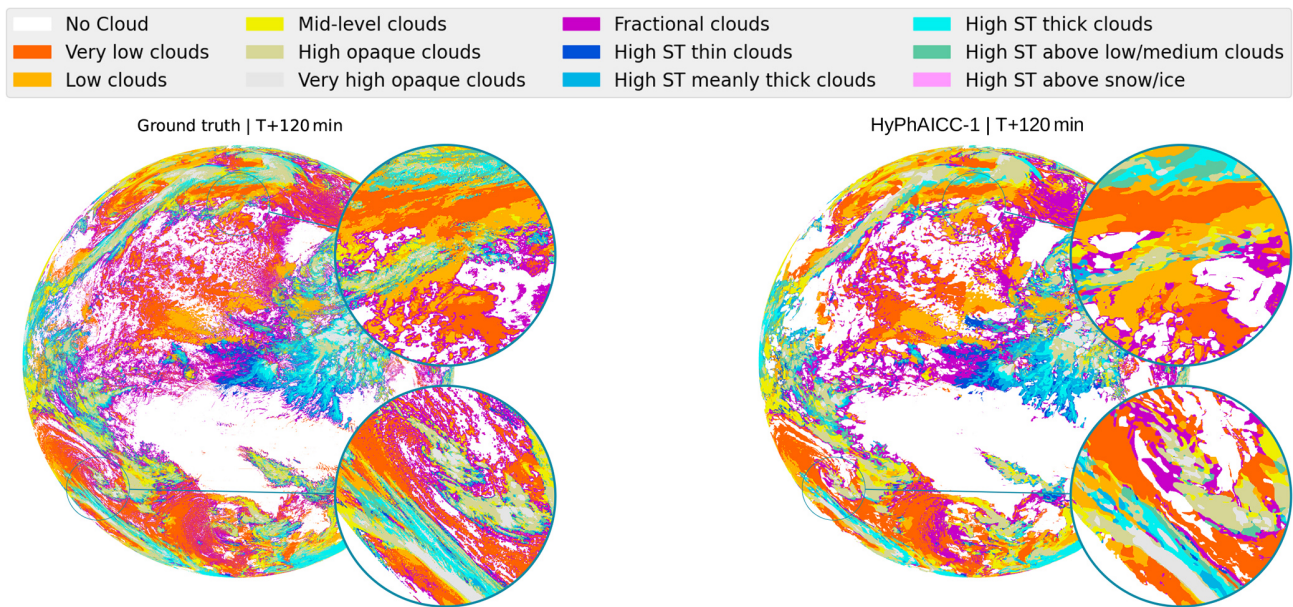 No Cloud
Very low clouds
Low clouds
Mid-level clouds
High opaque clouds
Very high opaque clouds
Fractional clouds
High ST thin clouds
High ST meanly thick clouds
High ST thick clouds
High ST above low/medium clouds
High ST above snow/ice
Ground truth | T+120 min
HyPhAICC-1 | T+120 min